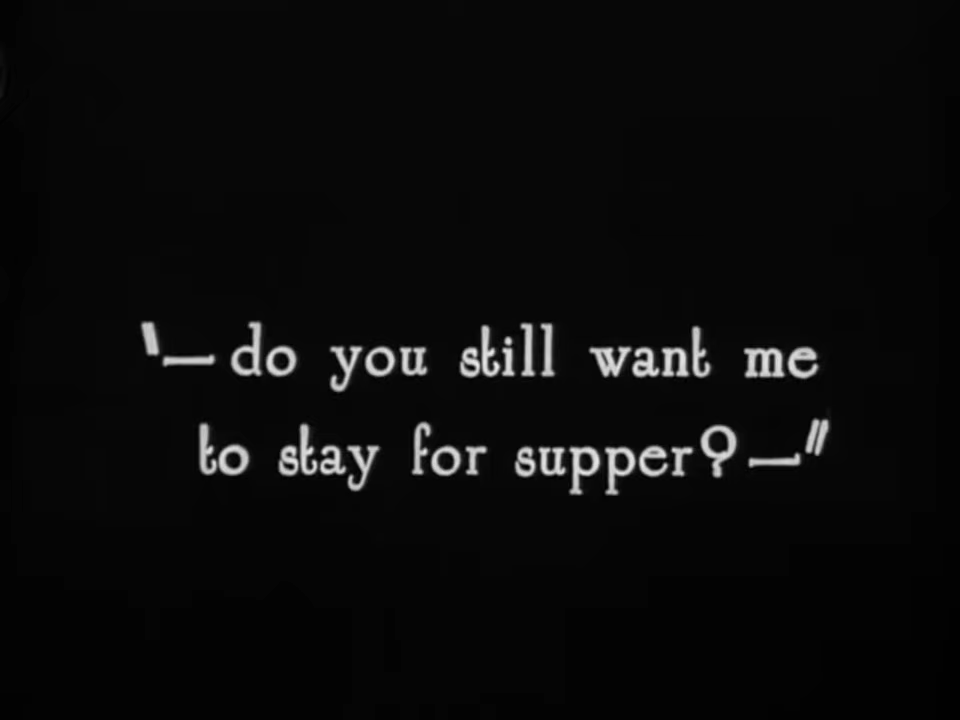 "— do you still want me
to stay for supper? —"